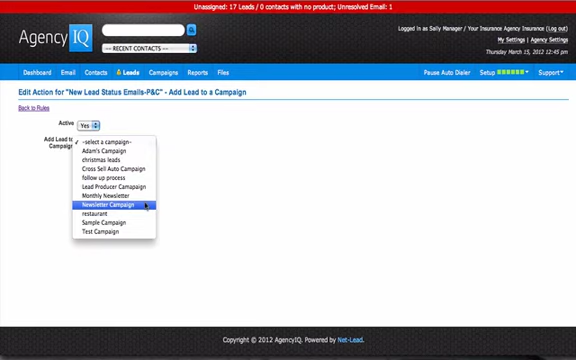 Unassigned: 17 Leads / 0 contacts with no product; Unresolved Email: 1
Agency IQ
-- RECENT CONTACTS --
Logged in as Sally Manager / Your Insurance Agency Insurance (Log out)
My Settings | Agency Settings
Thursday March 15, 2012 12:45 pm
Dashboard Email Contacts Leads Campaigns Reports Files Pause Auto Dialer Setup Support
Edit Action for "New Lead Status Emails-P&C" - Add Lead to a Campaign
Back to Rules
Active Yes
Add Lead to Campaign
-select a campaign-
Adam's Campaign
christmas leads
Cross Sell Auto Campaign
follow up process
Lead Producer Camapaign
Monthly Newsletter
Newsletter Campaign
restaurant
Sample Campaign
Test Campaign
Copyright © 2012 AgencyIQ. Powered by Net-Lead.